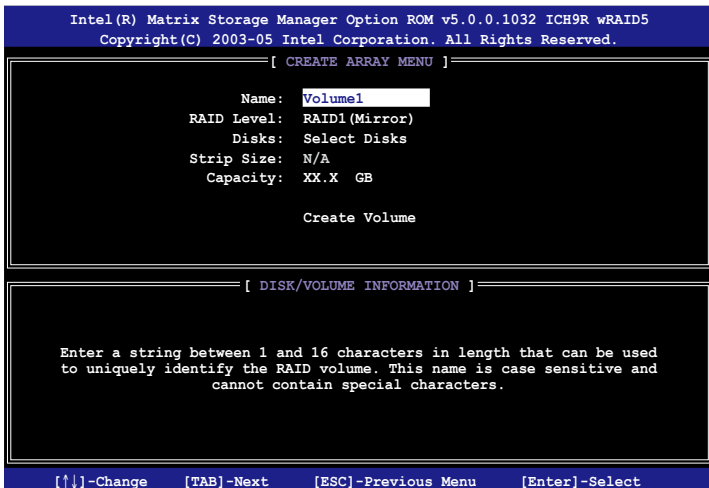 Intel(R) Matrix Storage Manager Option ROM v5.0.0.1032 ICH9R wRAID5
Copyright(C) 2003-05 Intel Corporation. All Rights Reserved.
[ CREATE ARRAY MENU ]
Name: Volume1
RAID Level: RAID1(Mirror)
Disks: Select Disks
Strip Size: N/A
Capacity: XX.X GB
Create Volume
[ DISK/VOLUME INFORMATION ]
Enter a string between 1 and 16 characters in length that can be used
to uniquely identify the RAID volume. This name is case sensitive and
cannot contain special characters.
[↑↓]-Change [TAB]-Next [ESC]-Previous Menu [Enter]-Select